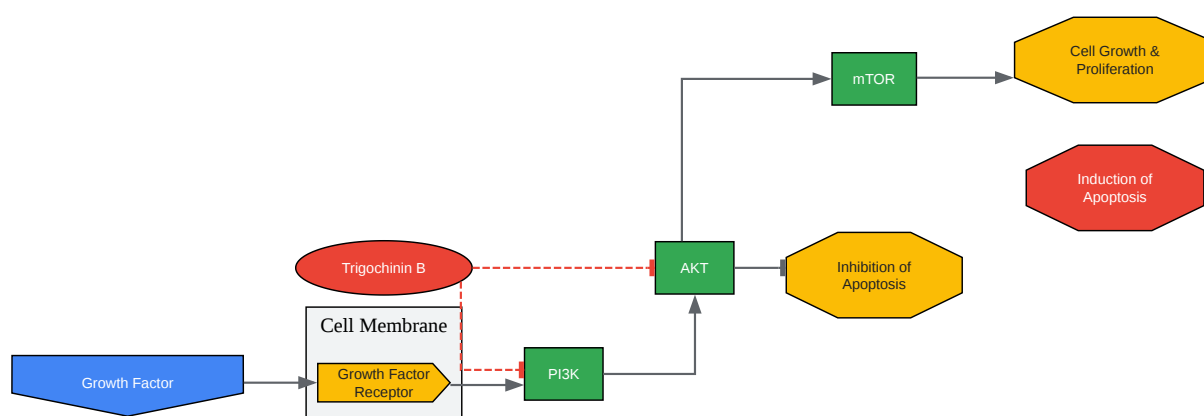 Cell Growth &
Proliferation
mTOR
Induction of
Apoptosis
Trigochinin B
AKT
Inhibition of
Apoptosis
Cell Membrane
Growth Factor
Growth Factor
Receptor
PI3K